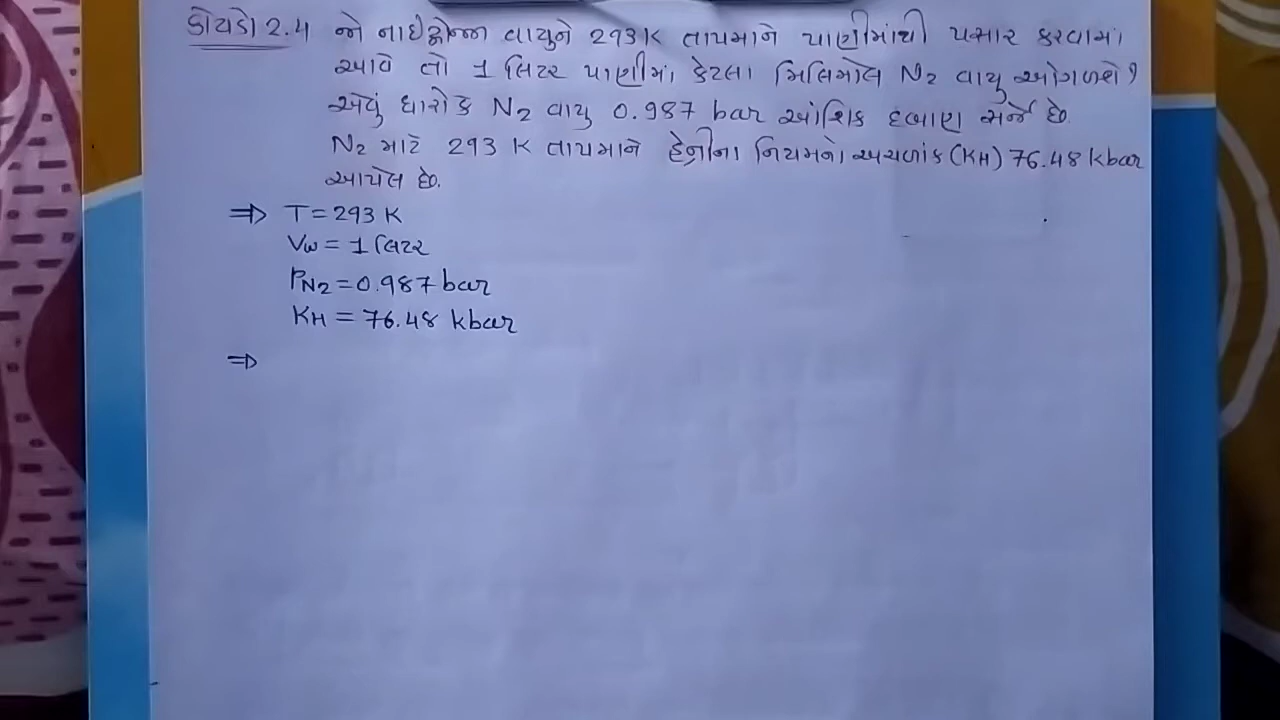 કોયડો 2.4 જો નાઈટ્રોજન વાયુને 293 K તાપમાને પાણીમાંથી પસાર કરવામાં
આવે તો 1 લિટર પાણીમાં કેટલા મિલિમોલ N2 વાયુ ઓગળશે?
એવું ધારો કે N2 વાયુ 0.987 bar આંશિક દબાણ સર્જે છે.
N2 માટે 293 K તાપમાને હેન્રીના નિયમનો અચળાંક (KH) 76.48 kbar
આપેલ છે.
⇒ T = 293 K
Vw = 1 લિટર
PN2 = 0.987 bar
KH = 76.48 kbar
⇒